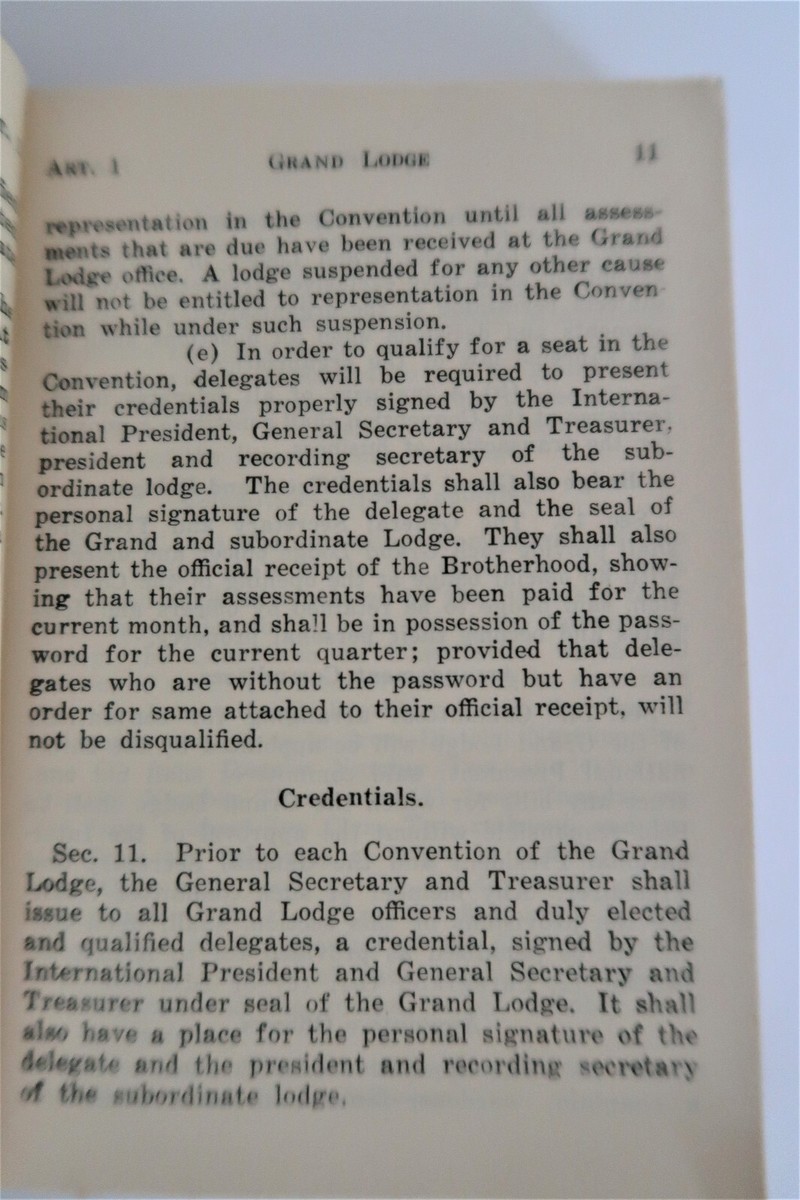 ART. 1 GRAND LODGE 11
representation in the Convention until all assess-
ments that are due have been received at the Grand
Lodge office. A lodge suspended for any other cause
will not be entitled to representation in the Conven-
tion while under such suspension.
(e) In order to qualify for a seat in the
Convention, delegates will be required to present
their credentials properly signed by the Interna-
tional President, General Secretary and Treasurer,
president and recording secretary of the sub-
ordinate lodge. The credentials shall also bear the
personal signature of the delegate and the seal of
the Grand and subordinate Lodge. They shall also
present the official receipt of the Brotherhood, show-
ing that their assessments have been paid for the
current month, and shall be in possession of the pass-
word for the current quarter; provided that dele-
gates who are without the password but have an
order for same attached to their official receipt, will
not be disqualified.
Credentials.
Sec. 11. Prior to each Convention of the Grand
Lodge, the General Secretary and Treasurer shall
issue to all Grand Lodge officers and duly elected
and qualified delegates, a credential, signed by the
International President and General Secretary and
Treasurer under seal of the Grand Lodge. It shall
also have a place for the personal signature of the
delegate and the president and recording secretary
of the subordinate lodge.